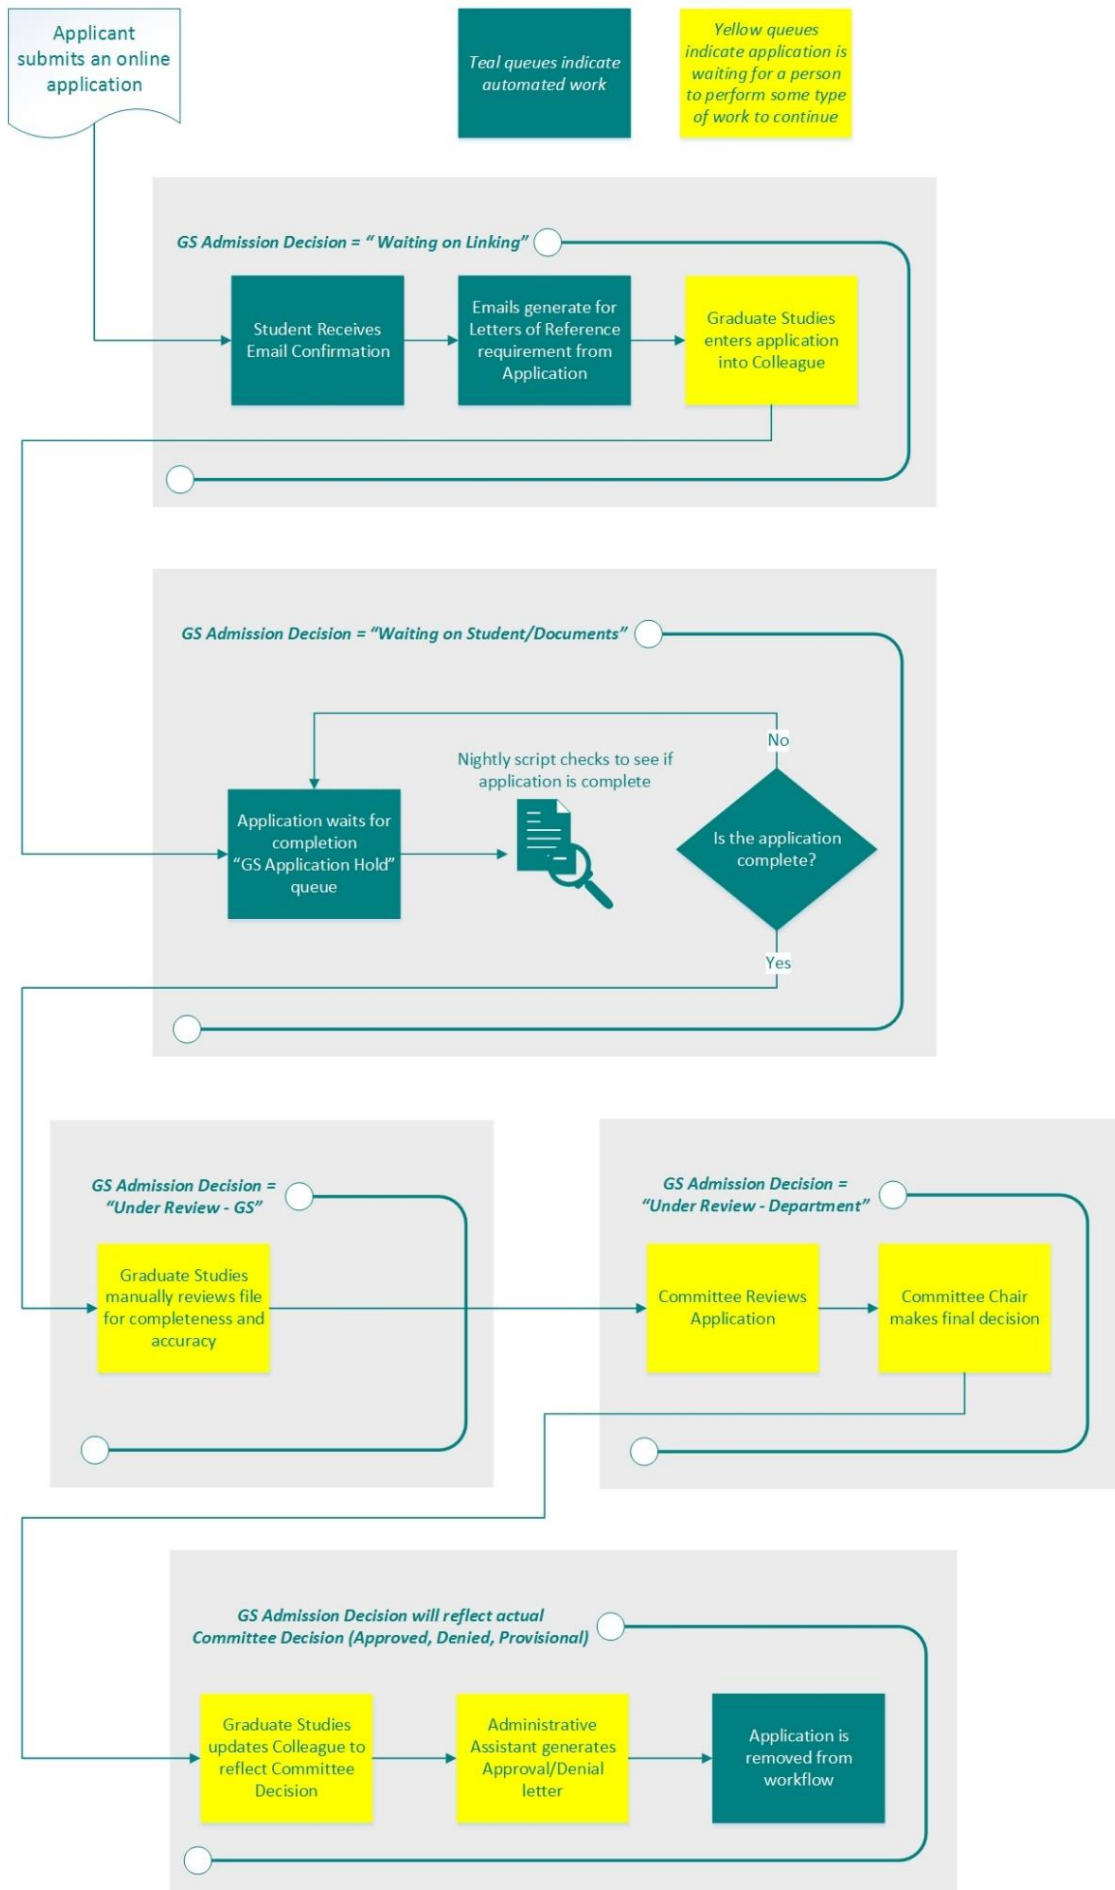 Applicant
submits an online
application
Teal queues indicate
automated work
Yellow queues
indicate application is
waiting for a person
to perform some type
of work to continue
GS Admission Decision = “ Waiting on Linking”
Student Receives
Email Confirmation
Emails generate for
Letters of Reference
requirement from
Application
Graduate Studies
enters application
into Colleague
GS Admission Decision = “Waiting on Student/Documents”
No
Nightly script checks to see if
application is complete
Application waits for
completion
“GS Application Hold”
queue
Is the application
complete?
Yes
GS Admission Decision =
“Under Review - GS”
Graduate Studies
manually reviews file
for completeness and
accuracy
GS Admission Decision =
“Under Review - Department”
Committee Reviews
Application
Committee Chair
makes final decision
GS Admission Decision will reflect actual
Committee Decision (Approved, Denied, Provisional)
Graduate Studies
updates Colleague to
reflect Committee
Decision
Administrative
Assistant generates
Approval/Denial
letter
Application is
removed from
workflow